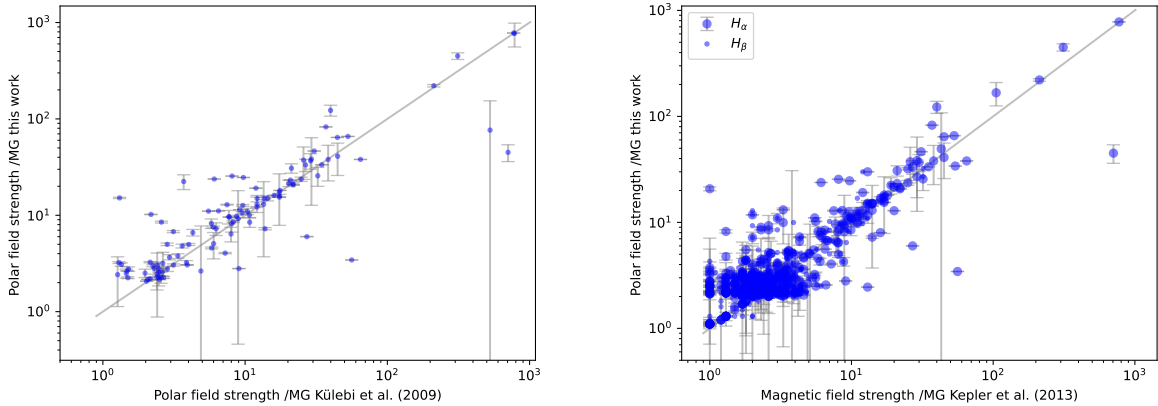 10³
10²
10¹
10⁰
Polar field strength /MG this work
10⁰ 10¹ 10² 10³
Polar field strength /MG Külebi et al. (2009)
10³
10²
10¹
10⁰
Polar field strength /MG this work
Hα
Hβ
10⁰ 10¹ 10² 10³
Magnetic field strength /MG Kepler et al. (2013)